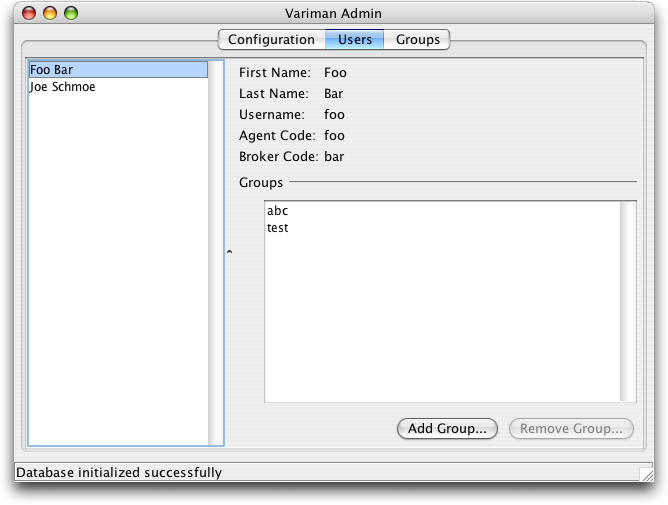 Variman Admin
Configuration Users Groups
Foo Bar
Joe Schmoe
First Name: Foo
Last Name: Bar
Username: foo
Agent Code: foo
Broker Code: bar
Groups
abc
test
Add Group... Remove Group...
Database initialized successfully